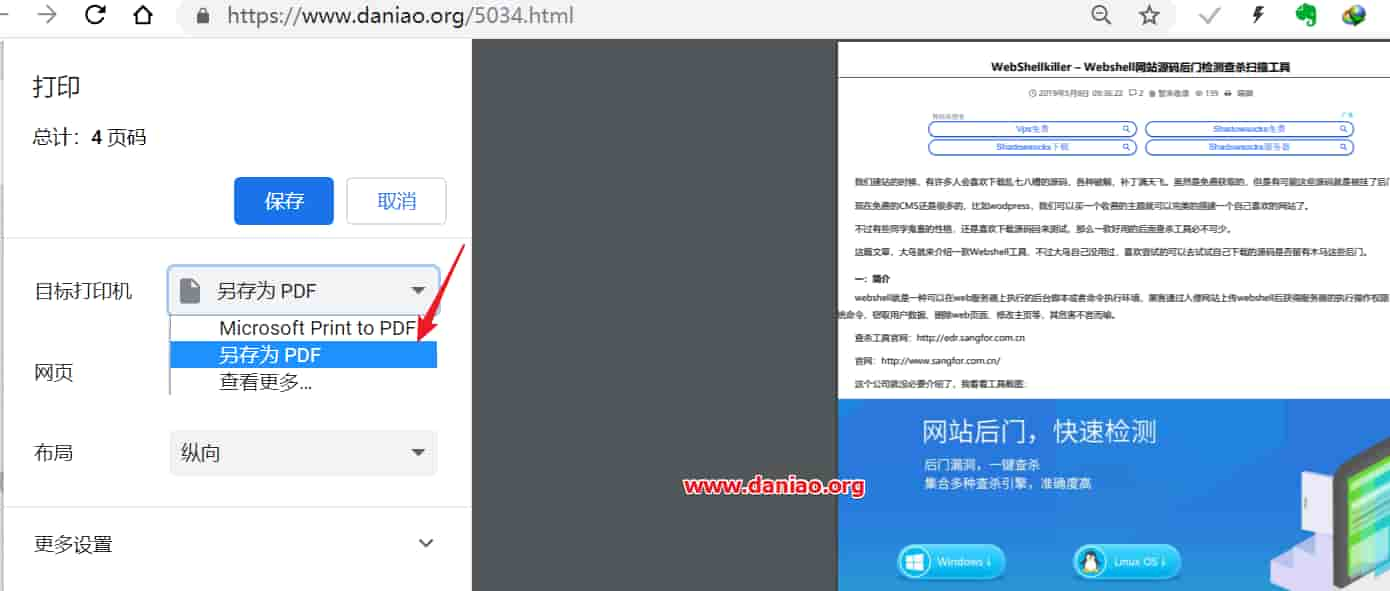 https://www.daniao.org/5034.html
打印
总计：4 页码
保存
取消
目标打印机
另存为 PDF
Microsoft Print to PDF
另存为 PDF
查看更多...
网页
布局
纵向
更多设置
WebShellkiller – Webshell网站源码后门检测查杀扫描工具
2019年5月8日 09:36:22 2 暂未收录 139 编辑
广告
Vps免费
Shadowsocks免费
Shadowsocks下载
Shadowsocks服务器
我们建站的时候，有许多人会喜欢下载乱七八糟的源码，各种破解，补丁满天飞。虽然是免费获取的，但是有可能这些源码就是被挂了后门
现在免费的CMS还是很多的，比如wodpress，我们可以买一个收费的主题就可以完美的搭建一个自己喜欢的网站了。
不过有些同学鬼畜的性格，还是喜欢下载源码回来测试，那么一款好用的后面查杀工具必不可少。
这篇文章，大鸟就来介绍一款Webshell工具，不过大鸟自己没用过，喜欢尝试的可以去试试自己下载的源码是否留有木马这些后门。
一：简介
webshell就是一种可以在web服务器上执行的后台脚本或者命令执行环境，黑客通过入侵网站上传webshell后获得服务器的执行操作权限
统命令、窃取用户数据、删除web页面、修改主页等，其危害不言而喻。
查杀工具官网：http://edr.sangfor.com.cn
官网：http://www.sangfor.com.cn/
这个公司就没必要介绍了，我看看工具截图:
网站后门，快速检测
后门漏洞，一键查杀
集合多种查杀引擎，准确度高
www.daniao.org
Windows↓
Linux OS↓